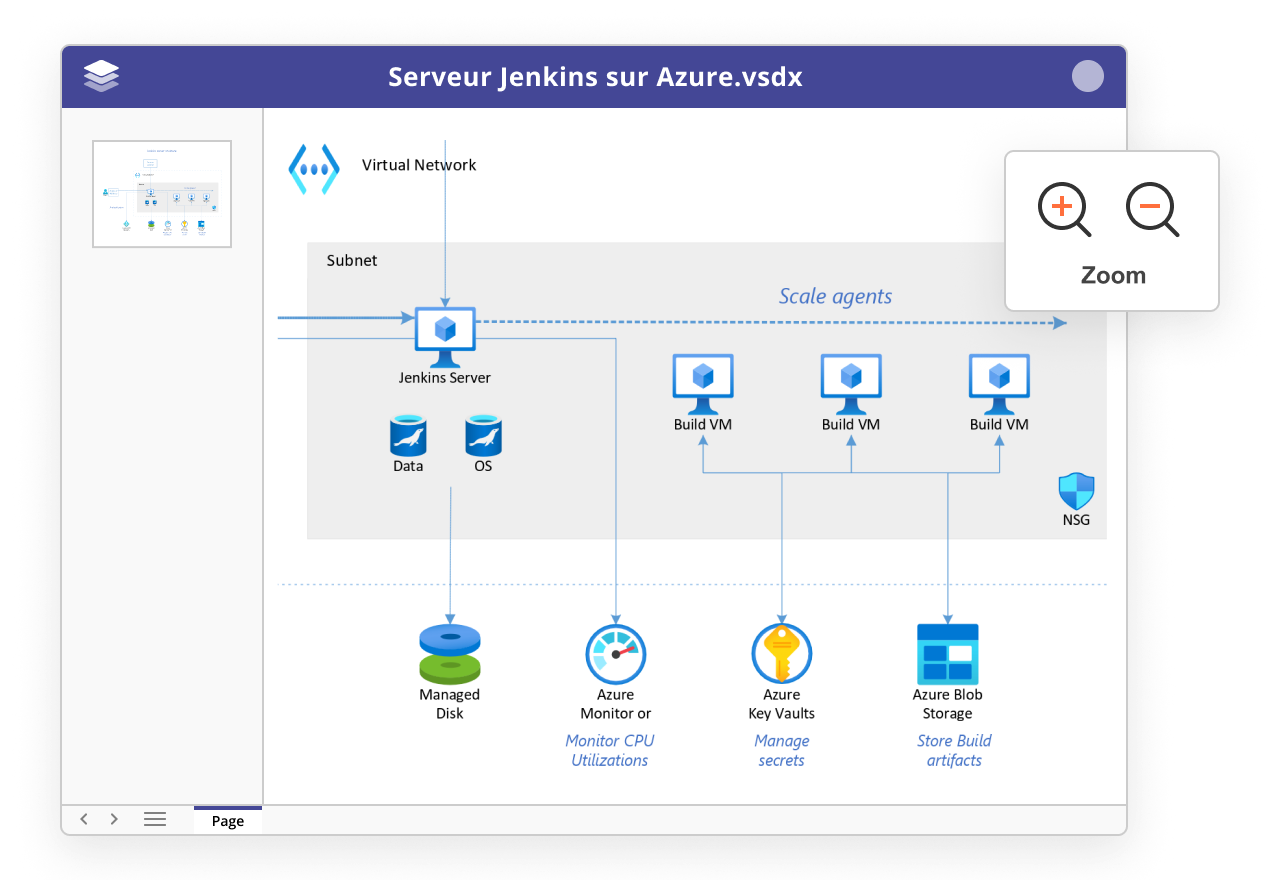 Serveur Jenkins sur Azure.vsdx
Virtual Network
Zoom
Subnet
Scale agents
Jenkins Server
Build VM
Build VM
Build VM
Data
OS
NSG
Managed
Disk
Azure
Monitor or
Monitor CPU
Utilizations
Azure
Key Vaults
Manage
secrets
Azure Blob
Storage
Store Build
artifacts
Page